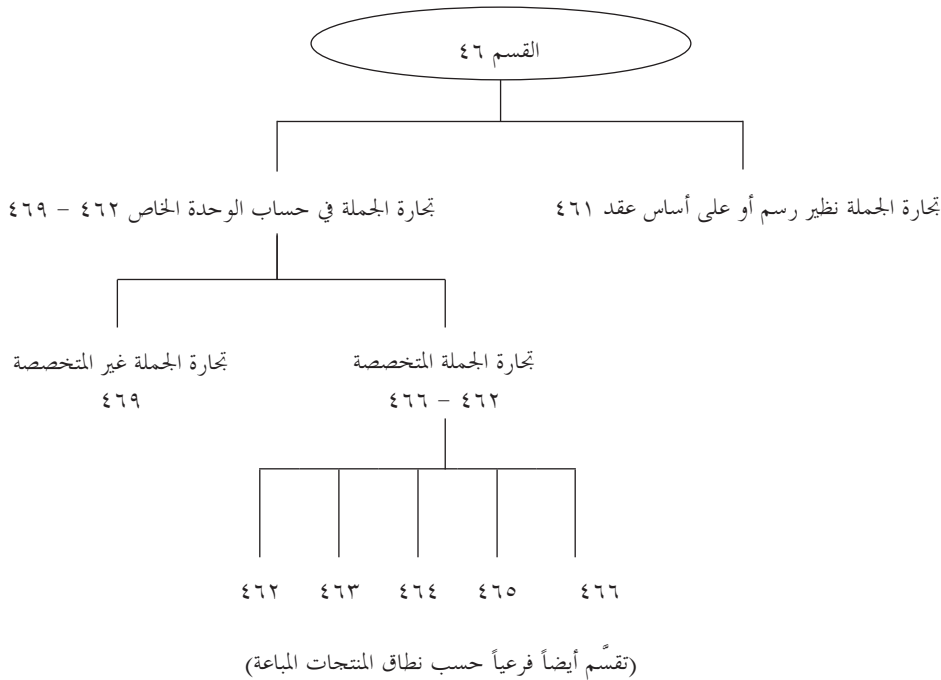 القسم ٤٦
تجارة الجملة نظير رسم أو على أساس عقد ٤٦١
تجارة الجملة في حساب الوحدة الخاص ٤٦٢ – ٤٦٩
تجارة الجملة المتخصصة
٤٦٢ – ٤٦٦
تجارة الجملة غير المتخصصة
٤٦٩
٤٦٢ ٤٦٣ ٤٦٤ ٤٦٥ ٤٦٦
(تقسَّم أيضاً فرعياً حسب نطاق المنتجات المباعة)